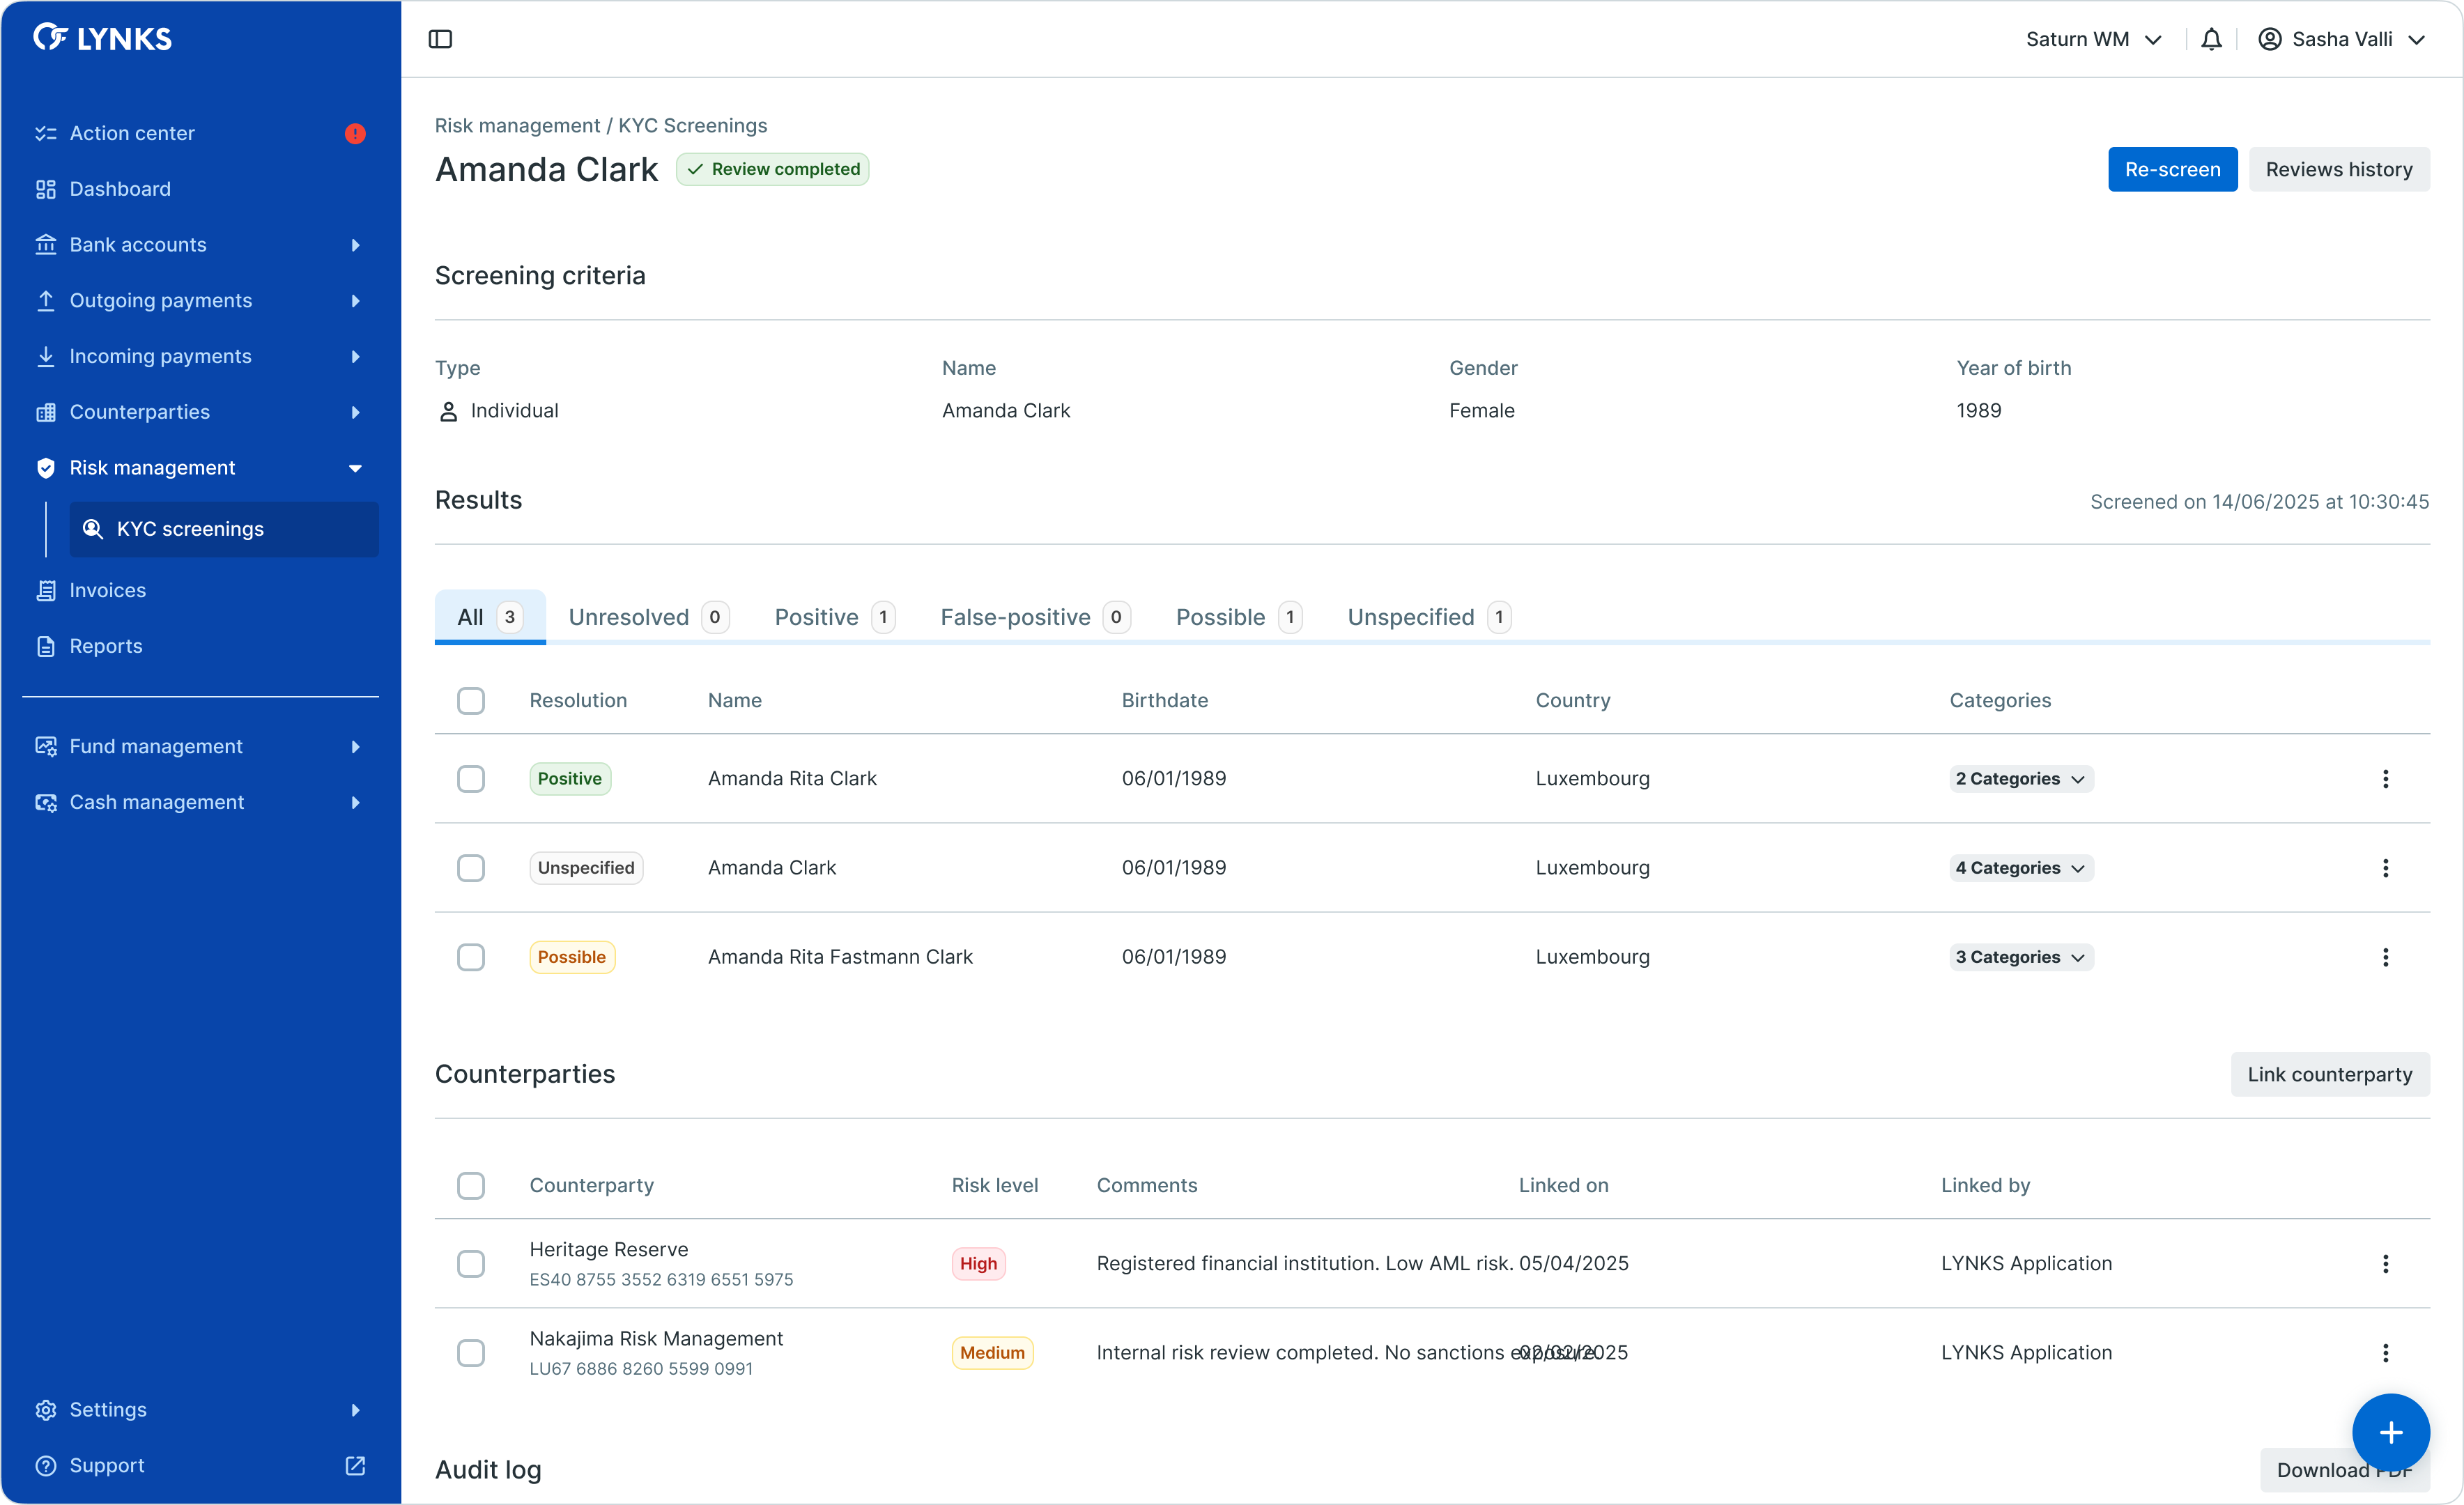 LYNKS
Saturn WM
Sasha Valli
Action center
Dashboard
Bank accounts
Outgoing payments
Incoming payments
Counterparties
Risk management
KYC screenings
Invoices
Reports
Fund management
Cash management
Settings
Support
Risk management / KYC Screenings
Amanda Clark
Review completed
Re-screen
Reviews history
Screening criteria
Type Name Gender Year of birth
Individual Amanda Clark Female 1989
Results
Screened on 14/06/2025 at 10:30:45
All 3 Unresolved 0 Positive 1 False-positive 0 Possible 1 Unspecified 1
Resolution Name Birthdate Country Categories
Positive Amanda Rita Clark 06/01/1989 Luxembourg 2 Categories
Unspecified Amanda Clark 06/01/1989 Luxembourg 4 Categories
Possible Amanda Rita Fastmann Clark 06/01/1989 Luxembourg 3 Categories
Counterparties
Link counterparty
Counterparty Risk level Comments Linked on Linked by
Heritage Reserve
ES40 8755 3552 6319 6551 5975
High Registered financial institution. Low AML risk. 05/04/2025 LYNKS Application
Nakajima Risk Management
LU67 6886 8260 5599 0991
Medium Internal risk review completed. No sanctions exposure. 02/02/2025 LYNKS Application
Audit log
Download PDF